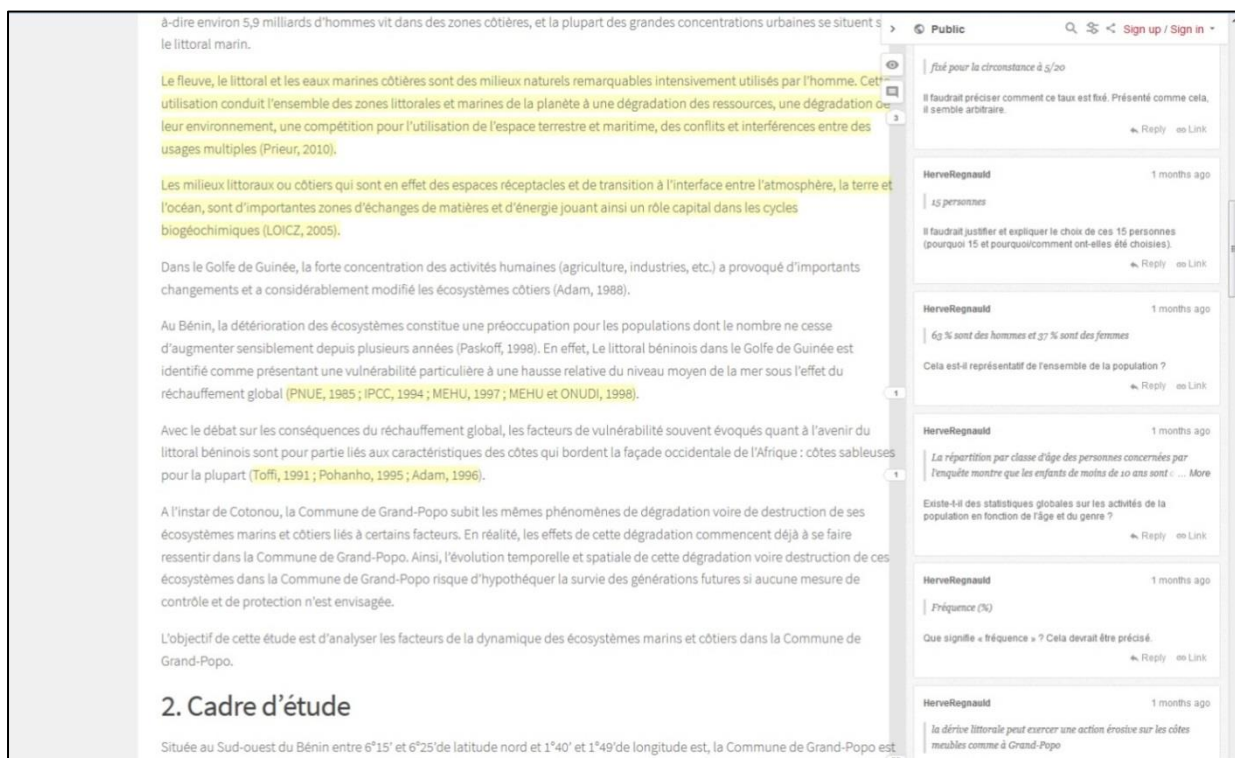 à-dire environ 5,9 milliards d'hommes vit dans des zones côtières, et la plupart des grandes concentrations urbaines se situent
le littoral marin.
Le fleuve, le littoral et les eaux marines côtières sont des milieux naturels remarquables intensivement utilisés par l'homme. Cette
utilisation conduit l'ensemble des zones littorales et marines de la planète à une dégradation des ressources, une dégradation de
leur environnement, une compétition pour l'utilisation de l'espace terrestre et maritime, des conflits et interférences entre des
usages multiples (Prieur, 2010).
Les milieux littoraux ou côtiers qui sont en effet des espaces réceptacles et de transition à l'interface entre l'atmosphère, la terre et
l'océan, sont d'importantes zones d'échanges de matières et d'énergie jouant ainsi un rôle capital dans les cycles
biogéochimiques (LOICZ, 2005).
Dans le Golfe de Guinée, la forte concentration des activités humaines (agriculture, industries, etc.) a provoqué d'importants
changements et a considérablement modifié les écosystèmes côtiers (Adam, 1988).
Au Bénin, la détérioration des écosystèmes constitue une préoccupation pour les populations dont le nombre ne cesse
d'augmenter sensiblement depuis plusieurs années (Paskoff, 1998). En effet, Le littoral béninois dans le Golfe de Guinée est
identifié comme présentant une vulnérabilité particulière à une hausse relative du niveau moyen de la mer sous l'effet du
réchauffement global (PNUE, 1985 ; IPCC, 1994 ; MEHU, 1997 ; MEHU et ONUDI, 1998).
Avec le débat sur les conséquences du réchauffement global, les facteurs de vulnérabilité souvent évoqués quant à l'avenir du
littoral béninois sont pour partie liés aux caractéristiques des côtes qui bordent la façade occidentale de l'Afrique : côtes sableuses
pour la plupart (Toffi, 1991 ; Pohanho, 1995 ; Adam, 1996).
A l'instar de Cotonou, la Commune de Grand-Popo subit les mêmes phénomènes de dégradation voire de destruction de ses
écosystèmes marins et côtiers liés à certains facteurs. En réalité, les effets de cette dégradation commencent déjà à se faire
ressentir dans la Commune de Grand-Popo. Ainsi, l'évolution temporelle et spatiale de cette dégradation voire destruction de ces
écosystèmes dans la Commune de Grand-Popo risque d'hypothéquer la survie des générations futures si aucune mesure de
contrôle et de protection n'est envisagée.
L'objectif de cette étude est d'analyser les facteurs de la dynamique des écosystèmes marins et côtiers dans la Commune de
Grand-Popo.
2. Cadre d'étude
Située au Sud-ouest du Bénin entre 6°15' et 6°25'de latitude nord et 1°40' et 1°49'de longitude est, la Commune de Grand-Popo est
3
1
1
Public
Sign up / Sign in
fixé pour la circonstance à 5/20
Il faudrait préciser comment ce taux est fixé. Présenté comme cela,
il semble arbitraire.
Reply Link
HerveRegnauld 1 months ago
15 personnes
Il faudrait justifier et expliquer le choix de ces 15 personnes
(pourquoi 15 et pourquoi/comment ont-elles été choisies).
Reply Link
HerveRegnauld 1 months ago
63 % sont des hommes et 37 % sont des femmes
Cela est-il représentatif de l'ensemble de la population ?
Reply Link
HerveRegnauld 1 months ago
La répartition par classe d'âge des personnes concernées par
l'enquête montre que les enfants de moins de 10 ans sont ... More
Existe-t-il des statistiques globales sur les activités de la
population en fonction de l'âge et du genre ?
Reply Link
HerveRegnauld 1 months ago
Fréquence (%)
Que signifie « fréquence » ? Cela devrait être précisé.
Reply Link
HerveRegnauld 1 months ago
la dérive littorale peut exercer une action érosive sur les côtes
meubles comme à Grand-Popo